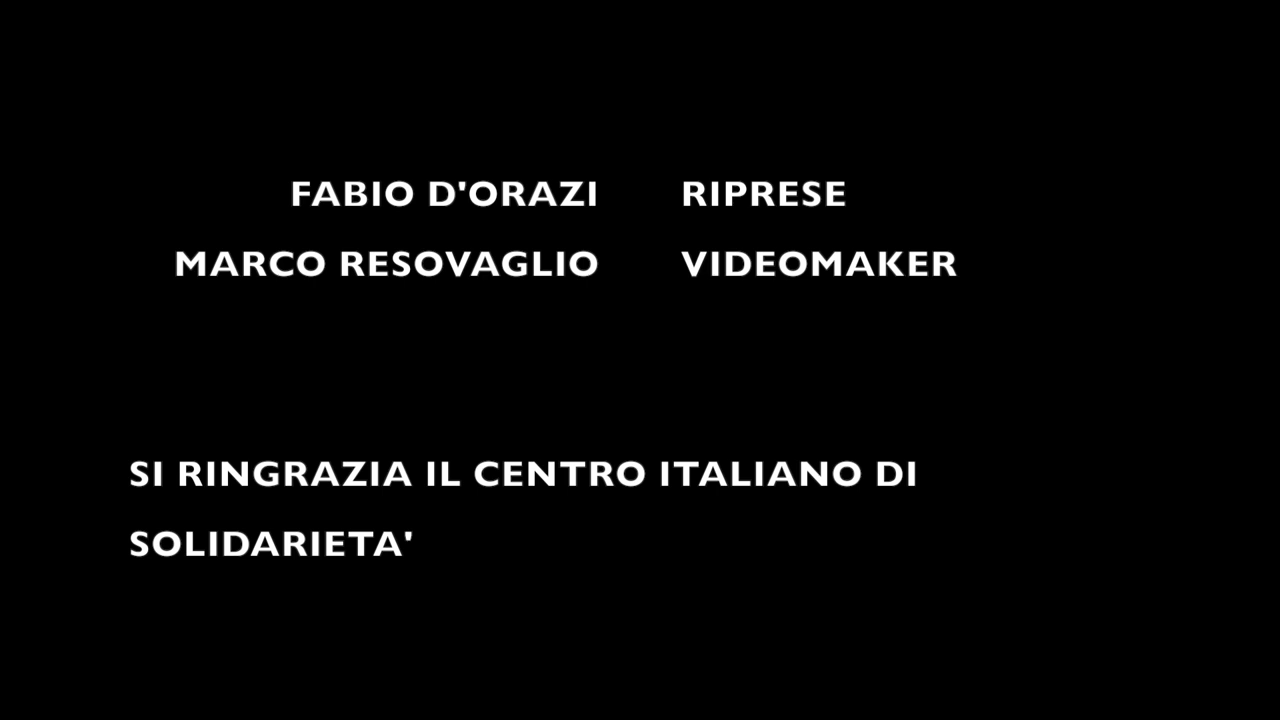 FABIO D'ORAZI RIPRESE
MARCO RESOVAGLIO VIDEOMAKER
SI RINGRAZIA IL CENTRO ITALIANO DI
SOLIDARIETA'